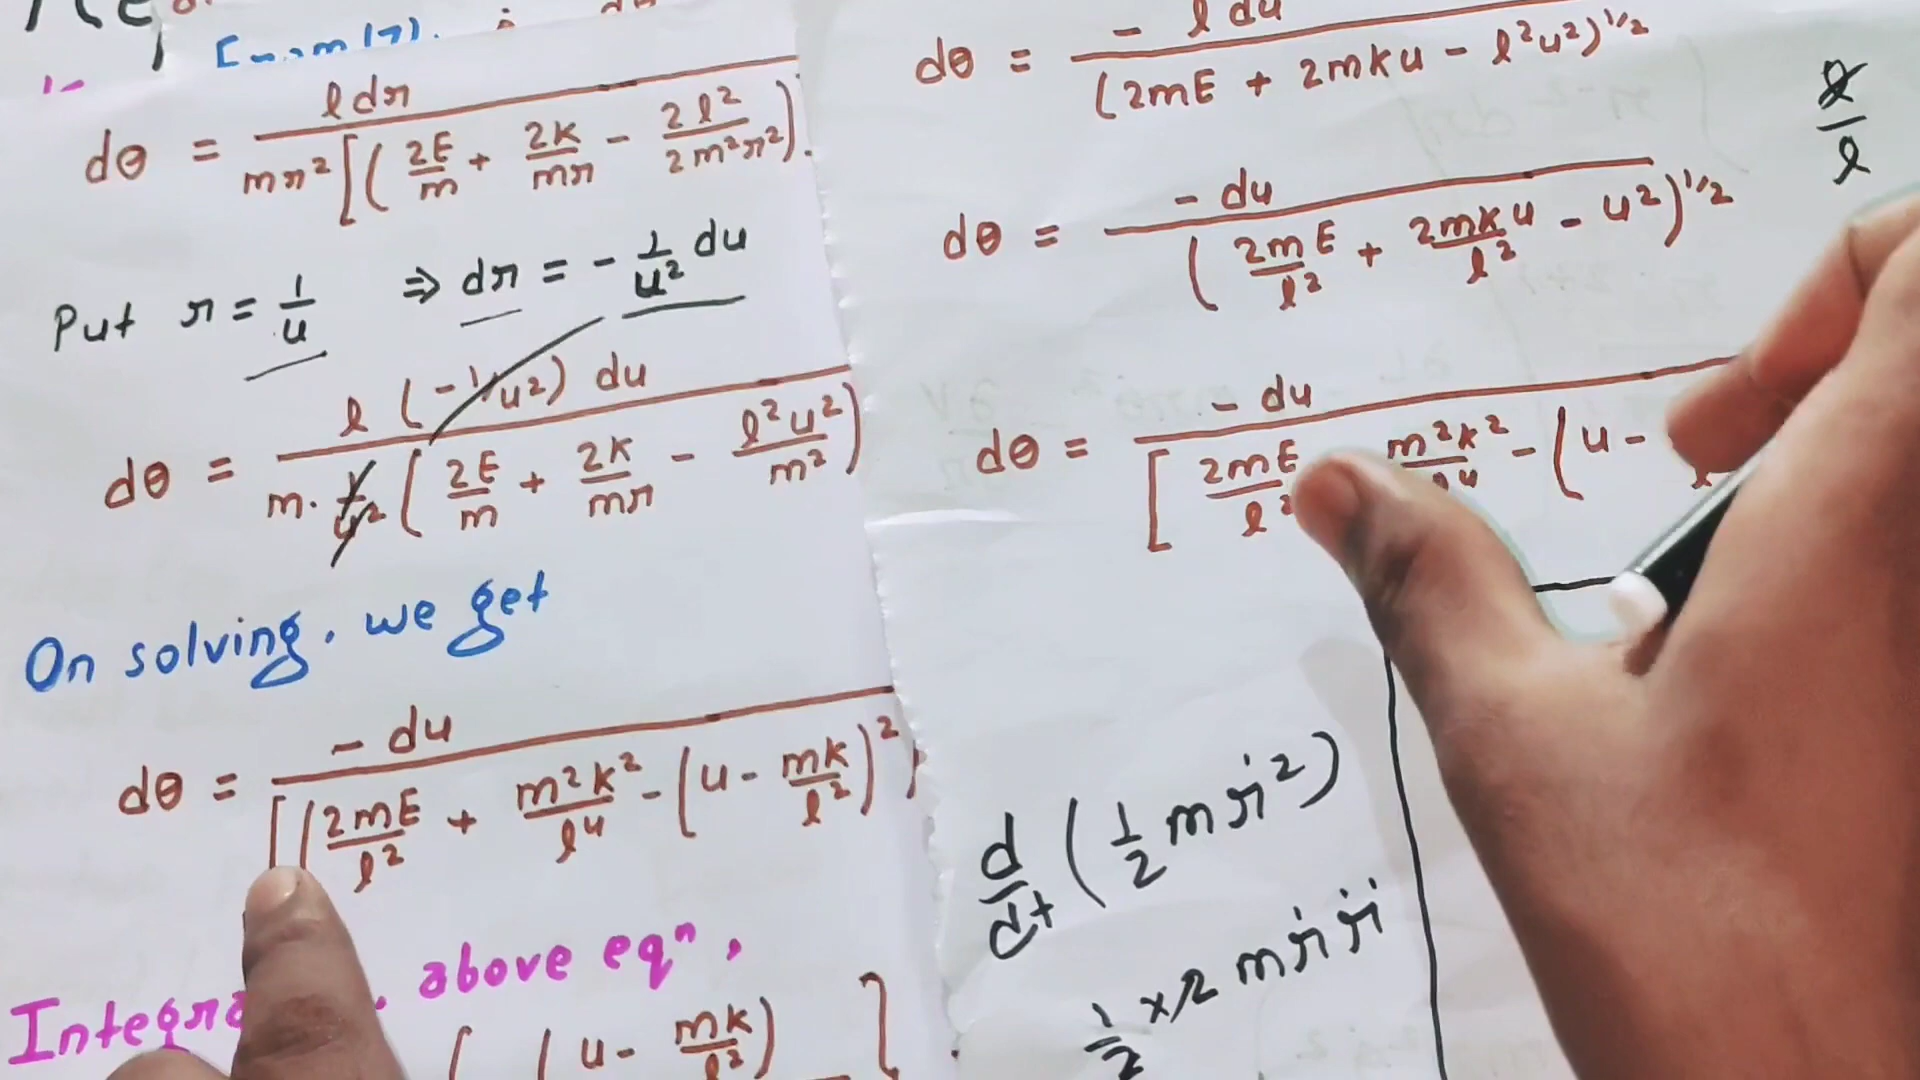 dθ = l dr / mr² [( 2E/m + 2k/mr - 2l²/2m²r² )
Put r = 1/u ⇒ dr = - 1/u² du
dθ = l (-1/u²) du / m. 1/u² ( 2E/m + 2k/mr - l²u²/m² )
On solving, we get
dθ = - du / [( 2mE/l² + m²k²/l⁴ - (u - mk/l²)²
above eqⁿ,
(u - mk/l²) }
dθ = - l du / (2mE + 2mku - l²u²)^1/2
dθ = - du / ( 2mE/l² + 2mku/l² - u² )^1/2
dθ = - du / [ 2mE/l² m²k²/l⁴ - (u -
l/l
d/dt ( 1/2 mṙ² )
1/2 × 2 mṙ r̈